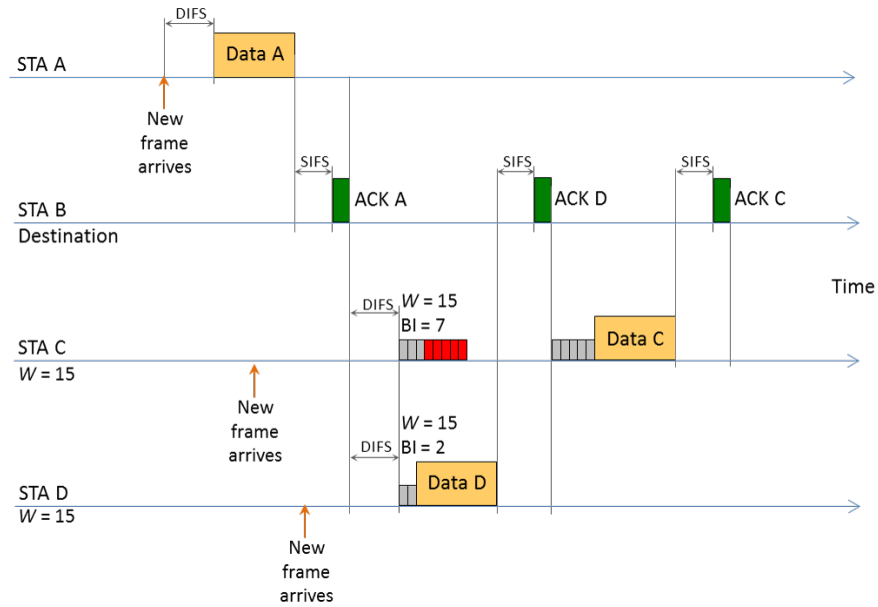 DIFS
Data A
STA A
New
frame
arrives
SIFS
SIFS
SIFS
ACK A
ACK D
ACK C
STA B
Destination
Time
DIFS
W = 15
BI = 7
Data C
STA C
W = 15
New
frame
arrives
W = 15
BI = 2
DIFS
Data D
STA D
W = 15
New
frame
arrives